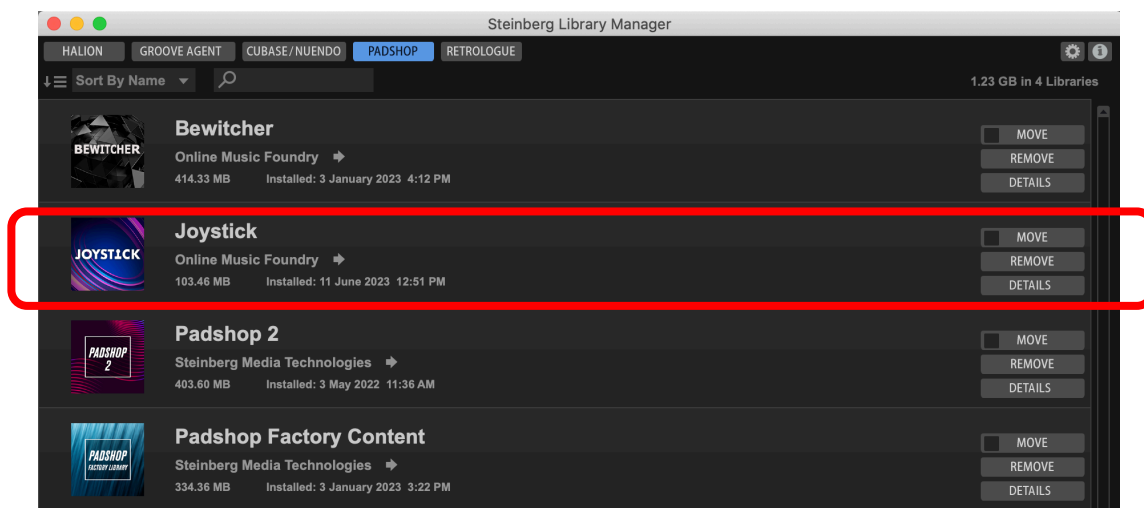 Steinberg Library Manager
HALION GROOVE AGENT CUBASE/NUENDO PADSHOP RETROLOGUE
Sort By Name
1.23 GB in 4 Libraries
BEWITCHER
Bewitcher
Online Music Foundry
414.33 MB Installed: 3 January 2023 4:12 PM
MOVE
REMOVE
DETAILS
JOYSTICK
Joystick
Online Music Foundry
103.46 MB Installed: 11 June 2023 12:51 PM
MOVE
REMOVE
DETAILS
PADSHOP
2
Padshop 2
Steinberg Media Technologies
403.60 MB Installed: 3 May 2022 11:36 AM
MOVE
REMOVE
DETAILS
PADSHOP
FACTORY LIBRARY
Padshop Factory Content
Steinberg Media Technologies
334.36 MB Installed: 3 January 2023 3:22 PM
MOVE
REMOVE
DETAILS